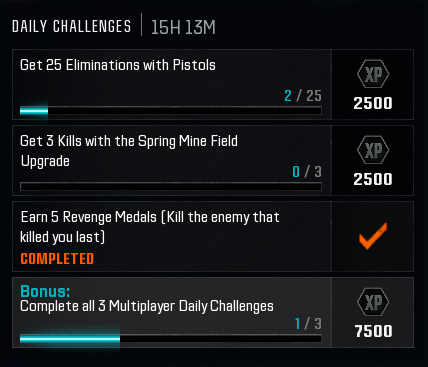 DAILY CHALLENGES | 15H 13M
Get 25 Eliminations with Pistols
2 / 25
XP
2500
Get 3 Kills with the Spring Mine Field
Upgrade
0 / 3
XP
2500
Earn 5 Revenge Medals (Kill the enemy that
killed you last)
COMPLETED
Bonus:
Complete all 3 Multiplayer Daily Challenges
1 / 3
XP
7500